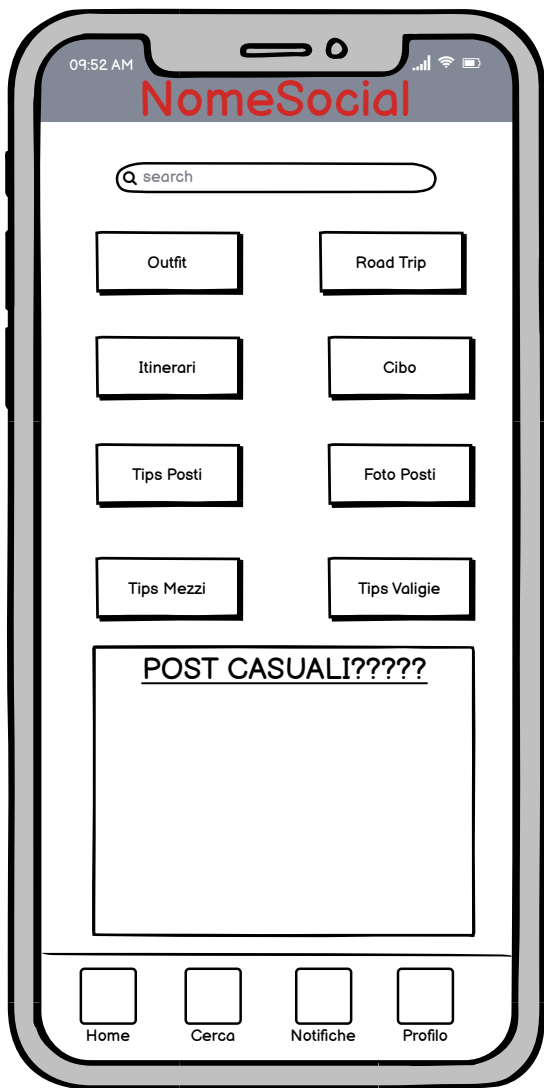 09:52 AM
NomeSocial
search
Outfit
Road Trip
Itinerari
Cibo
Tips Posti
Foto Posti
Tips Mezzi
Tips Valigie
POST CASUALI?????
Home
Cerca
Notifiche
Profilo